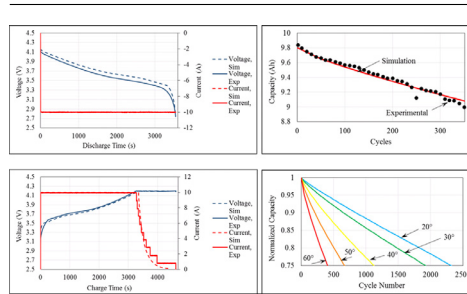 4.5
4.3
4.1
3.9
3.7
3.5
3.3
3.1
2.9
2.7
2.5
Voltage (V)
0
-2
-4
-6
-8
-10
-12
-14
Current (A)
0 1000 2000 3000
Discharge Time (s)
Voltage, Sim
Voltage, Exp
Current, Sim
Current, Exp
10.2
9.8
9.6
9.4
9.2
9
8.8
Capacity (Ah)
Simulation
Experimental
0 100 200 300
Cycles
4.5
4.3
4.1
3.9
3.7
3.5
3.3
3.1
2.9
2.7
2.5
Voltage (V)
12
10
8
6
4
2
0
Current (A)
0 1000 2000 3000 4000
Charge Time (s)
Voltage, Sim
Voltage, Exp
Current, Sim
Current, Exp
1
0.95
0.9
0.85
0.8
0.75
Normalized Capacity
20°
30°
40°
50°
60°
0 500 1000 1500 2000 2500
Cycle Number